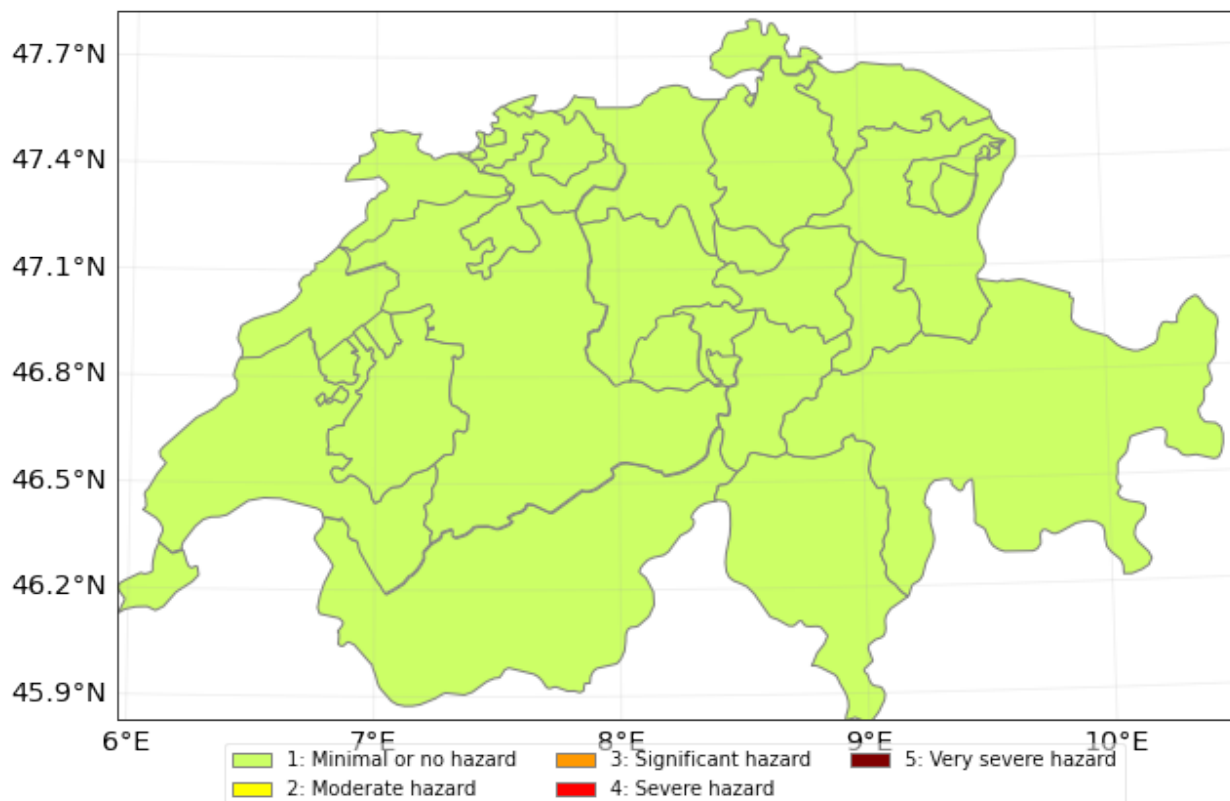 47.7°N
47.4°N
47.1°N
46.8°N
46.5°N
46.2°N
45.9°N
6°E 7°E 8°E 9°E 10°E
1: Minimal or no hazard 3: Significant hazard 5: Very severe hazard
2: Moderate hazard 4: Severe hazard